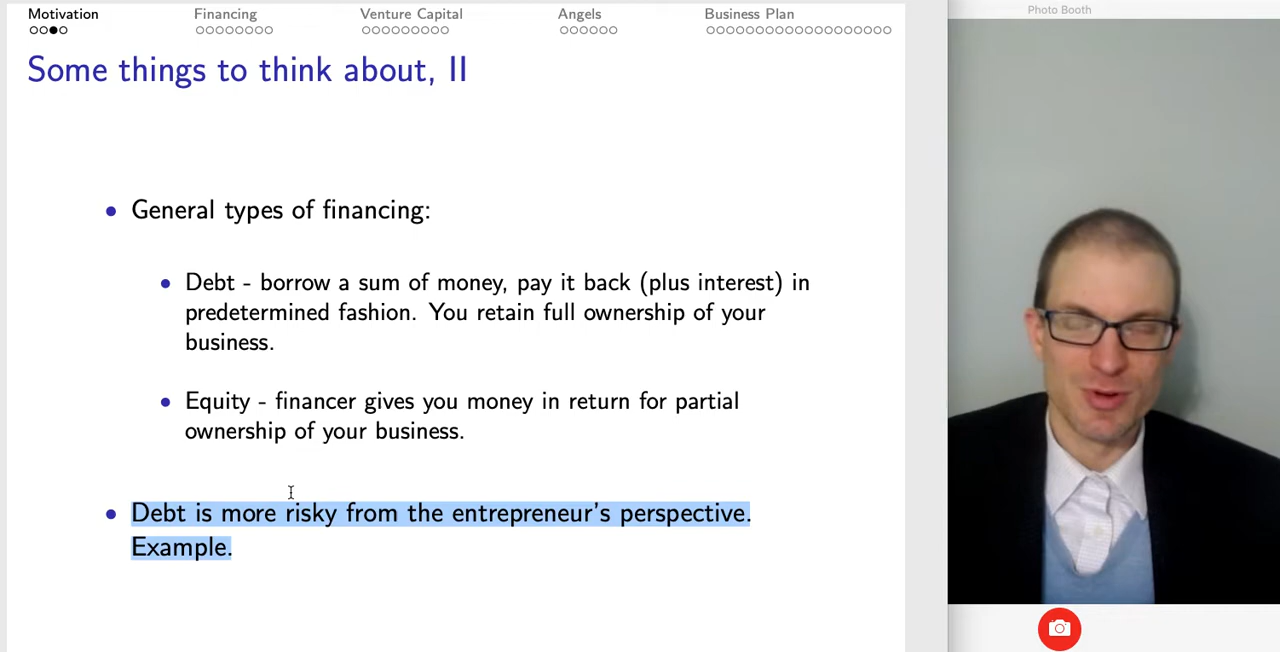 Motivation Financing Venture Capital Angels Business Plan
Photo Booth
Some things to think about, II
• General types of financing:
• Debt - borrow a sum of money, pay it back (plus interest) in
predetermined fashion. You retain full ownership of your
business.
• Equity - financer gives you money in return for partial
ownership of your business.
• Debt is more risky from the entrepreneur's perspective.
Example.